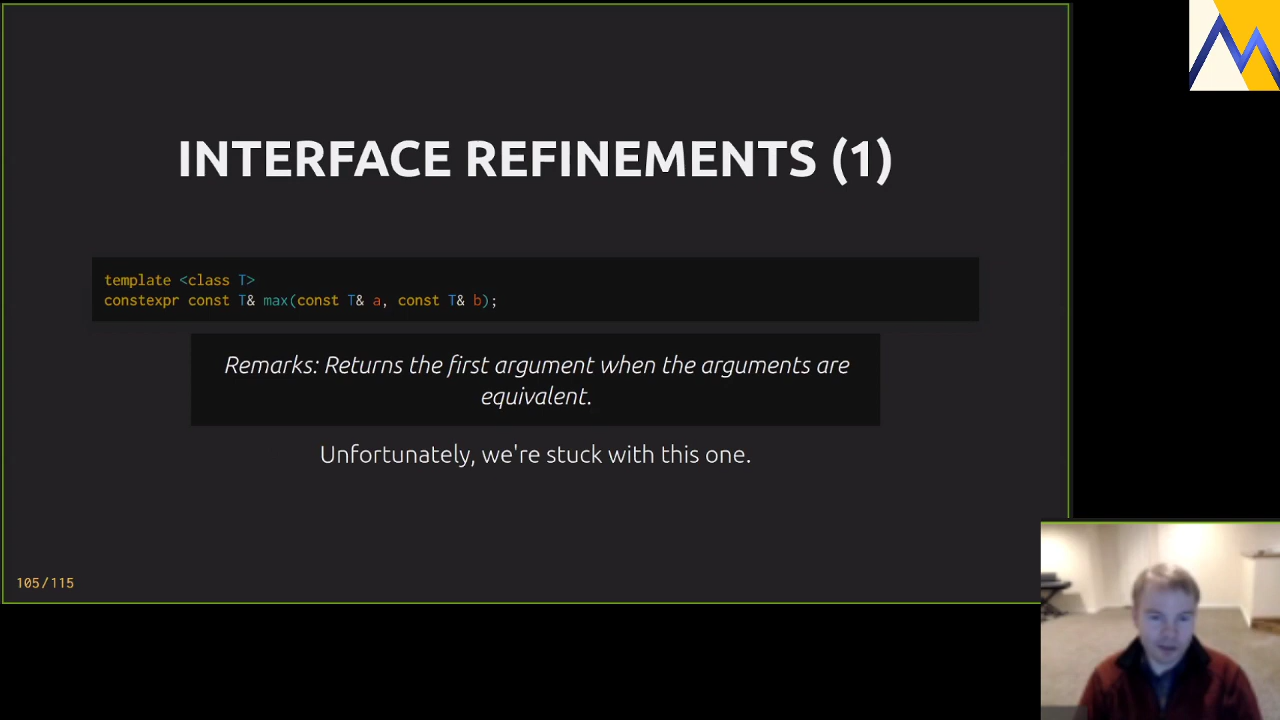 INTERFACE REFINEMENTS (1)
template <class T>
constexpr const T& max(const T& a, const T& b);
Remarks: Returns the first argument when the arguments are
equivalent.
Unfortunately, we're stuck with this one.
105/115